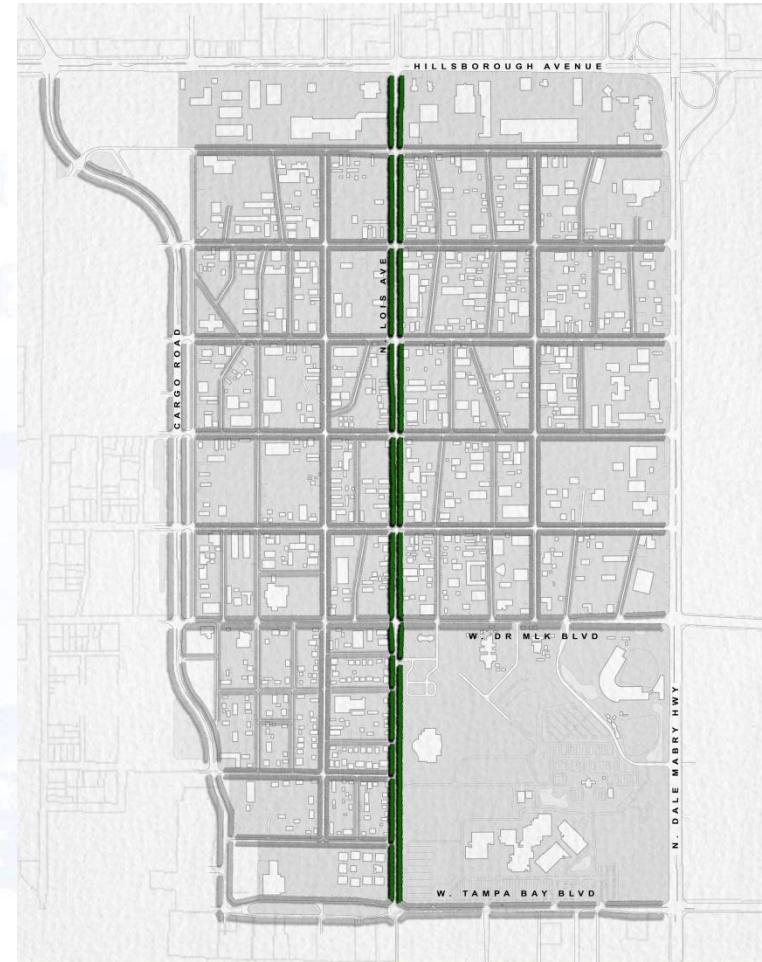 HILLSBOROUGH AVENUE
N. LOIS AVE
CARGO ROAD
W. DR MLK BLVD
N. DALE MABRY HWY
W. TAMPA BAY BLVD